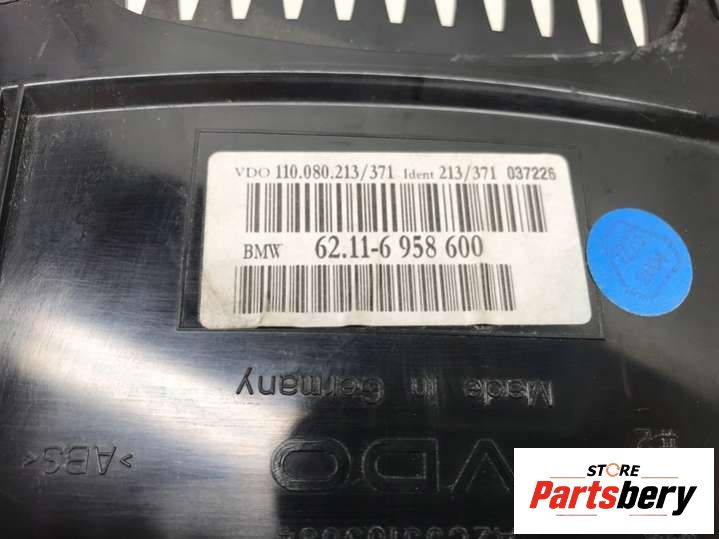 VDO 110.080.213/371 Ident 213/371 037226
BMW 62.11-6 958 600
Made in Germany
>ABS<
VDO
STORE
Partsbery